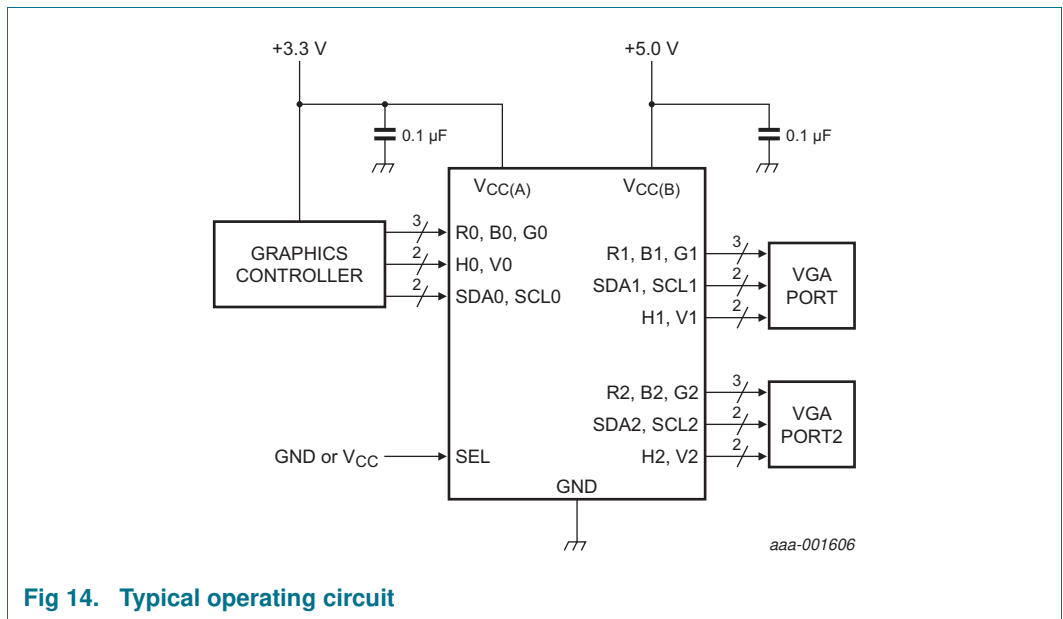 +3.3 V
+5.0 V
0.1 μF
0.1 μF
VCC(A)
VCC(B)
GRAPHICS
CONTROLLER
3
R0, B0, G0
2
H0, V0
2
SDA0, SCL0
R1, B1, G1
3
SDA1, SCL1
2
H1, V1
2
VGA
PORT
R2, B2, G2
3
SDA2, SCL2
2
H2, V2
2
VGA
PORT2
GND or VCC
SEL
GND
aaa-001606
Fig 14. Typical operating circuit